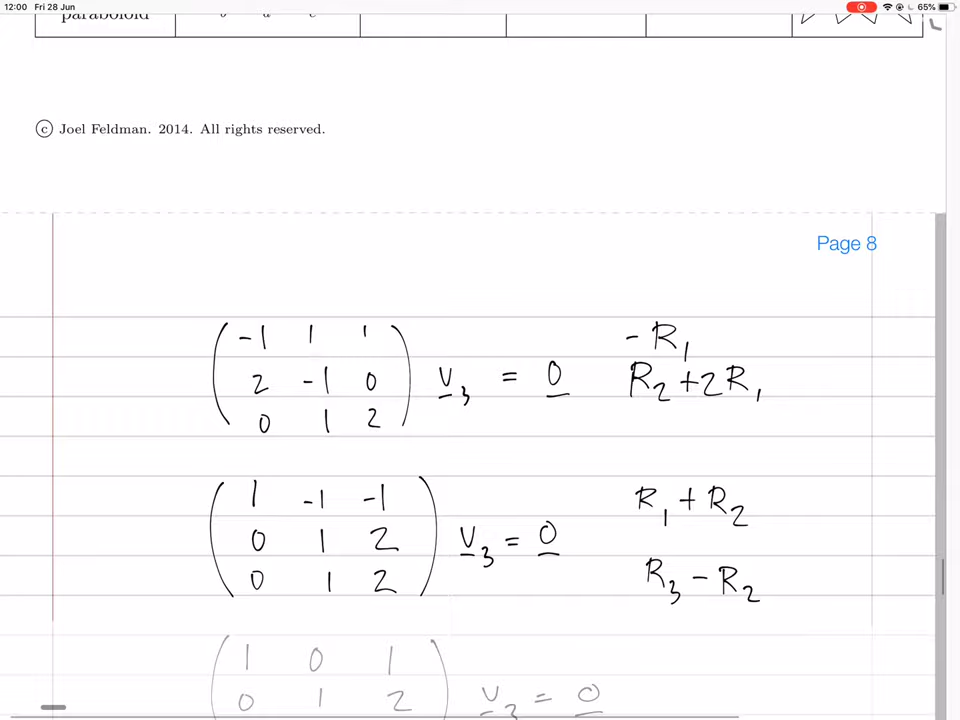 12:00 Fri 28 Jun 65%
paraboloid
c Joel Feldman. 2014. All rights reserved.
Page 8
-1 1 1 - R₁
2 -1 0 v₃ = 0 R₂ + 2R₁
0 1 2
1 -1 -1 R₁ + R₂
0 1 2 v₃ = 0
0 1 2 R₃ - R₂
1 0 1
0 1 2 v₃ = 0